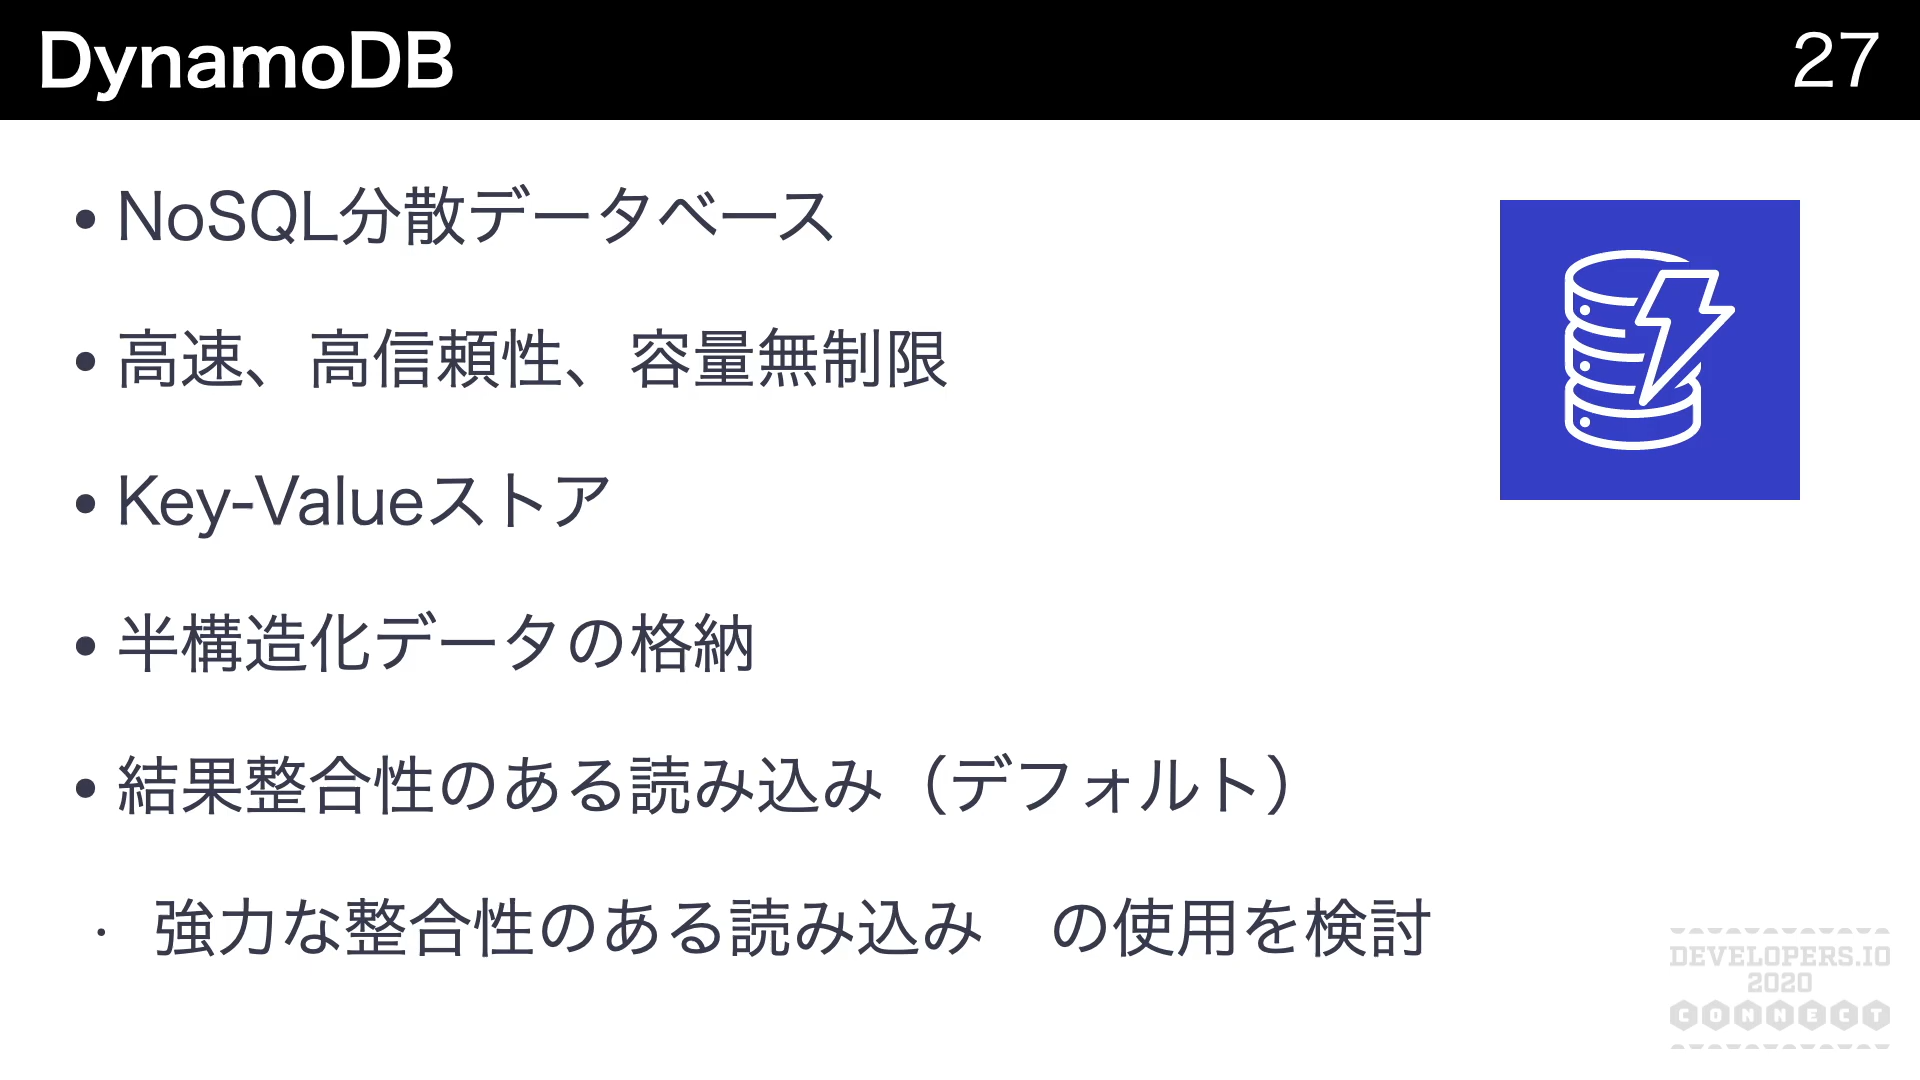 DynamoDB
27
• NoSQL分散データベース
• 高速、高信頼性、容量無制限
• Key-Valueストア
• 半構造化データの格納
• 結果整合性のある読み込み（デフォルト）
・ 強力な整合性のある読み込み　の使用を検討
DEVELOPERS.IO
2020
CONNECT